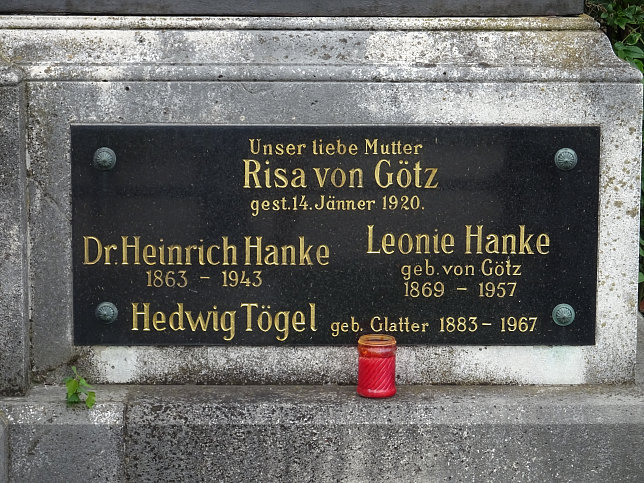 Unser liebe Mutter
Risa von Götz
gest. 14. Jänner 1920.
Dr. Heinrich Hanke
1863 - 1943
Leonie Hanke
geb. von Götz
1869 - 1957
Hedwig Tögel geb. Glatter 1883 - 1967